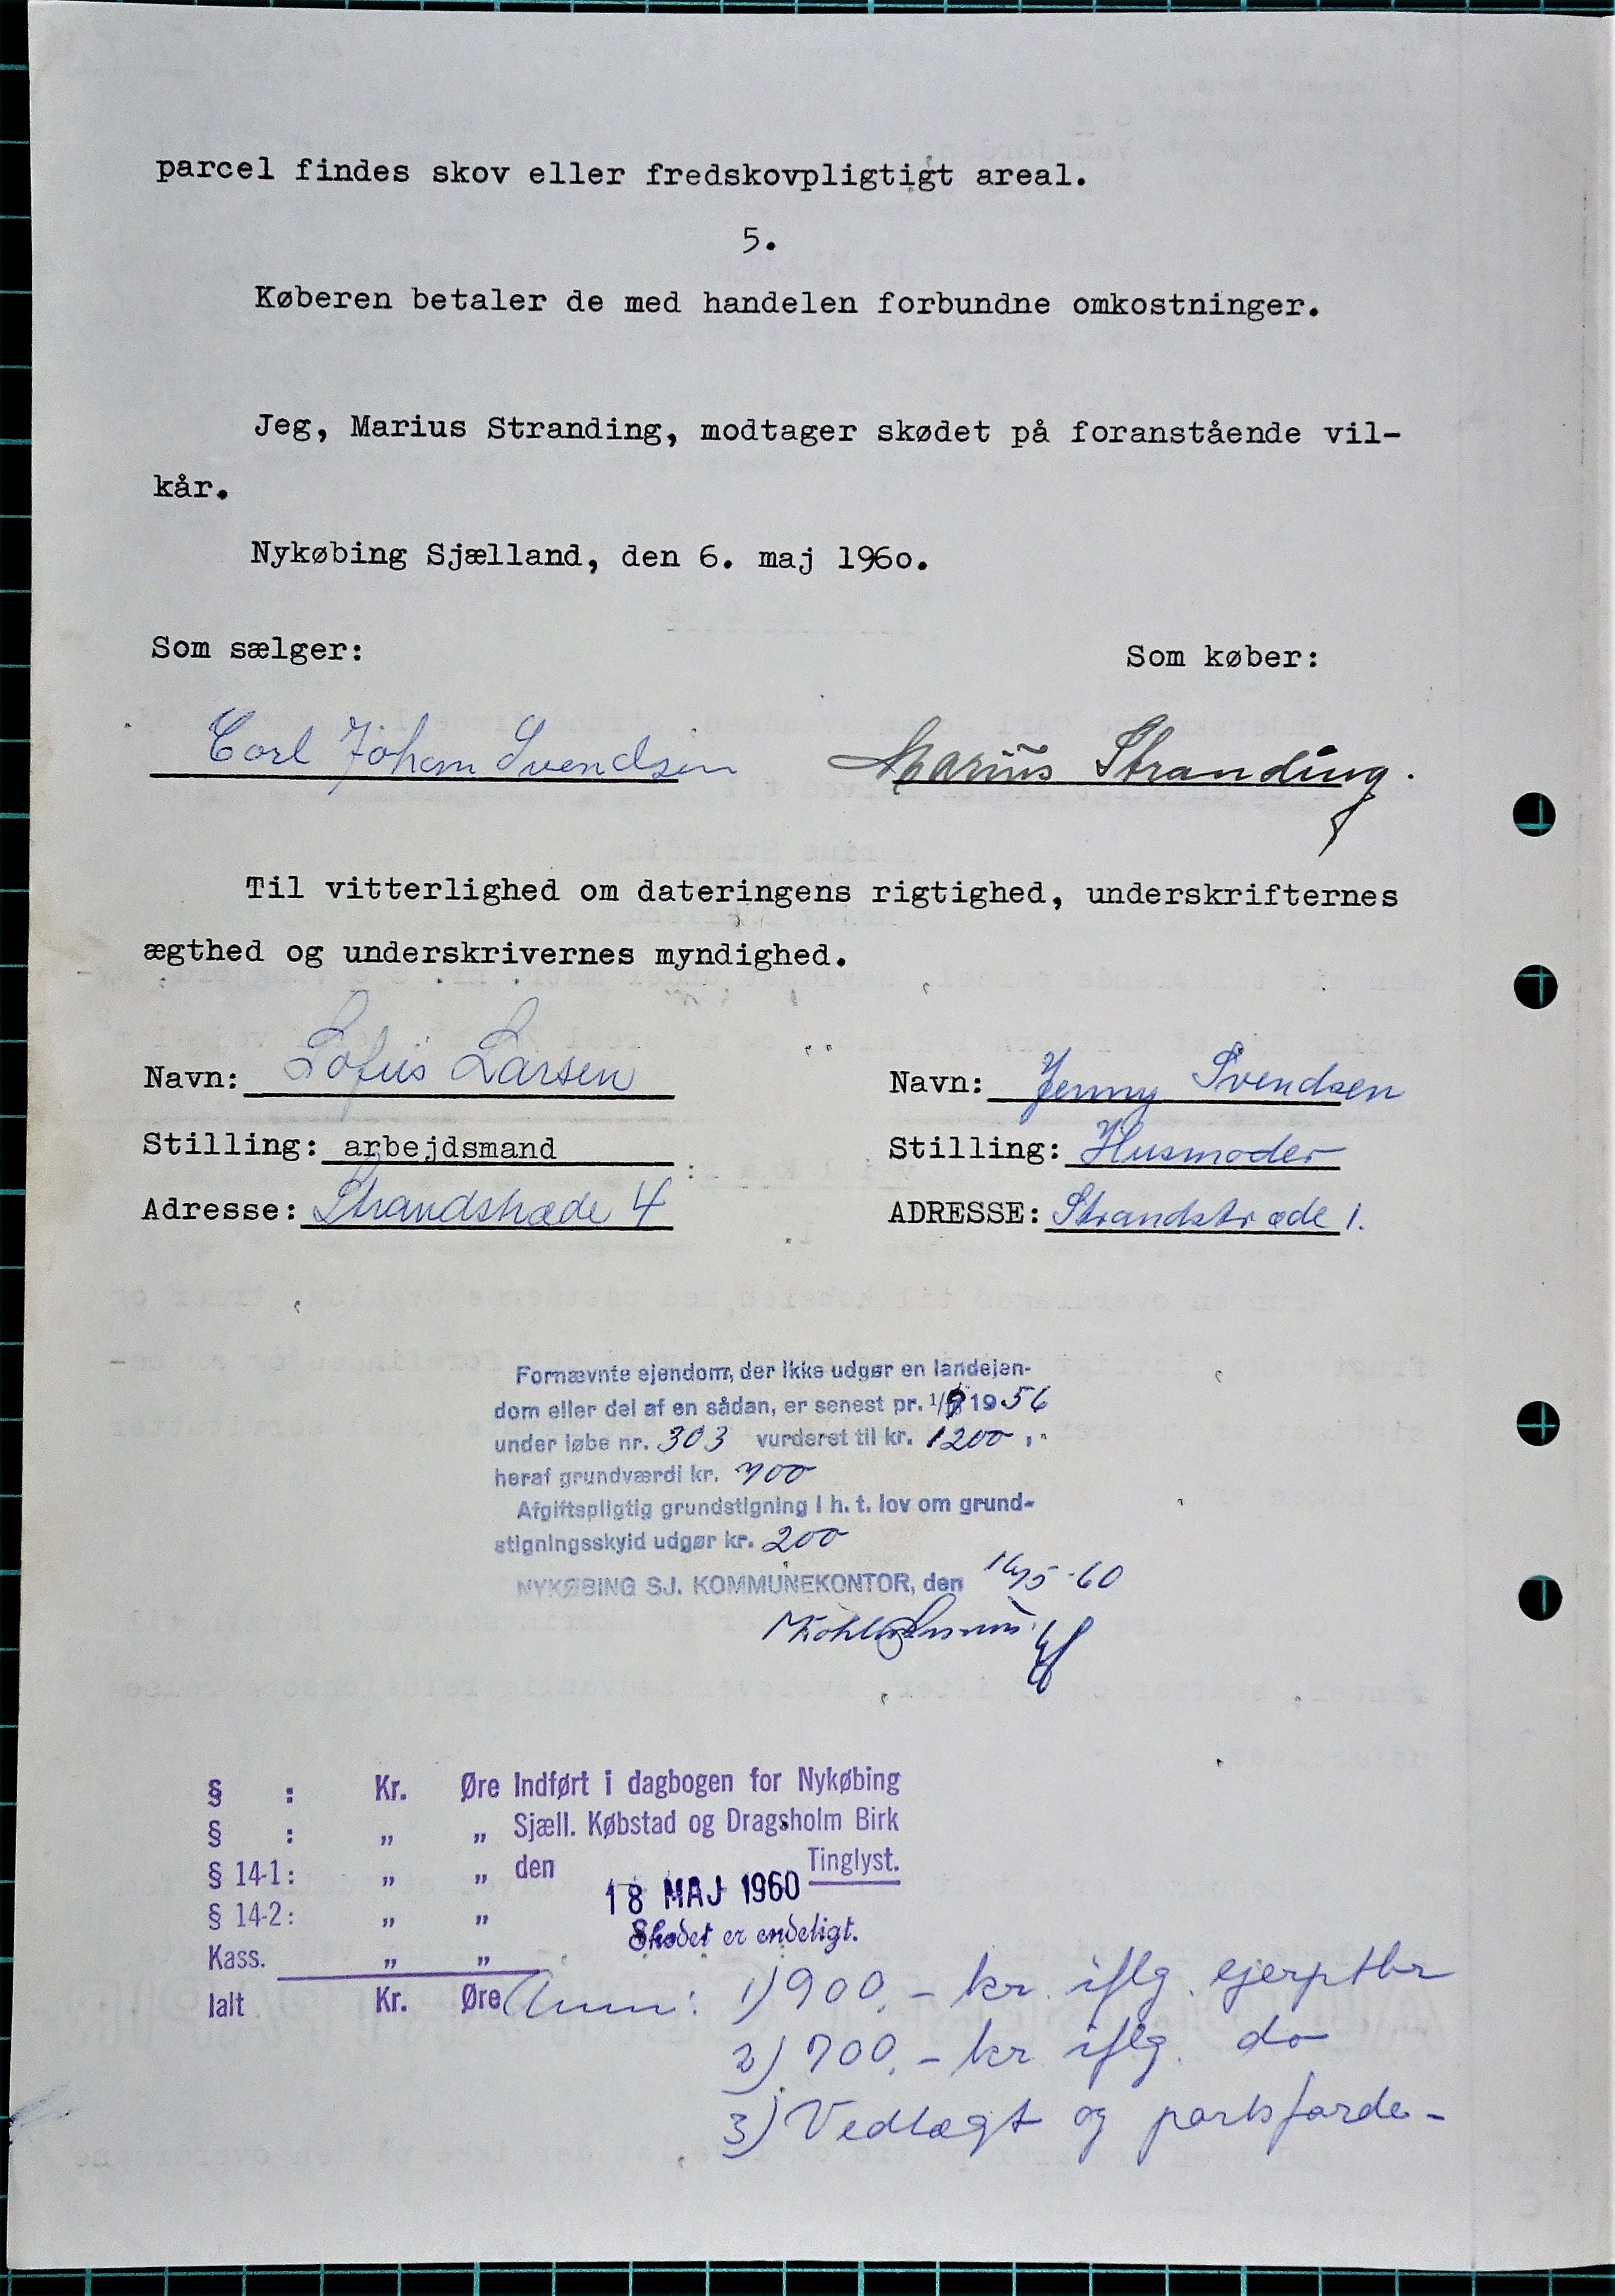 parcel findes skov eller fredskovpligtigt areal.
5.
Køberen betaler de med handelen forbundne omkostninger.
Jeg, Marius Stranding, modtager skødet på foranstående vil-
kår.
Nykøbing Sjælland, den 6. maj 196o.
Som sælger:
Som køber:
Carl Johan Svendsen
Marius Stranding.
Til vitterlighed om dateringens rigtighed, underskrifternes
ægthed og underskrivernes myndighed.
Navn: Sofus Larsen
Stilling: arbejdsmand
Adresse: Strandstræde 4
Navn: Jenny Svendsen
Stilling: Husmoder
ADRESSE: Strandstræde 1.
Fornævnte ejendom, der ikke udgør en landejen-
dom eller del af en sådan, er senest pr. 1/9 1956
under løbe nr. 303 vurderet til kr. 1200,"
heraf grundværdi kr. 700
Afgiftspligtig grundstigning i h. t. lov om grund-
stigningsskyld udgør kr. 200
NYKØBING SJ. KOMMUNEKONTOR, den 16/5-60
§ : Kr. Øre
§ : " "
§ 14-1: " "
§ 14-2: " "
Kass. " "
Ialt Kr. Øre
Indført i dagbogen for Nykøbing
Sjæll. Købstad og Dragsholm Birk
den
18 MAJ 1960
Tinglyst.
Skødet er endeligt.
Anm: 1) 900,- kr. iflg. ejerptbr
2) 700,- kr iflg. do
3) Vedlagt og